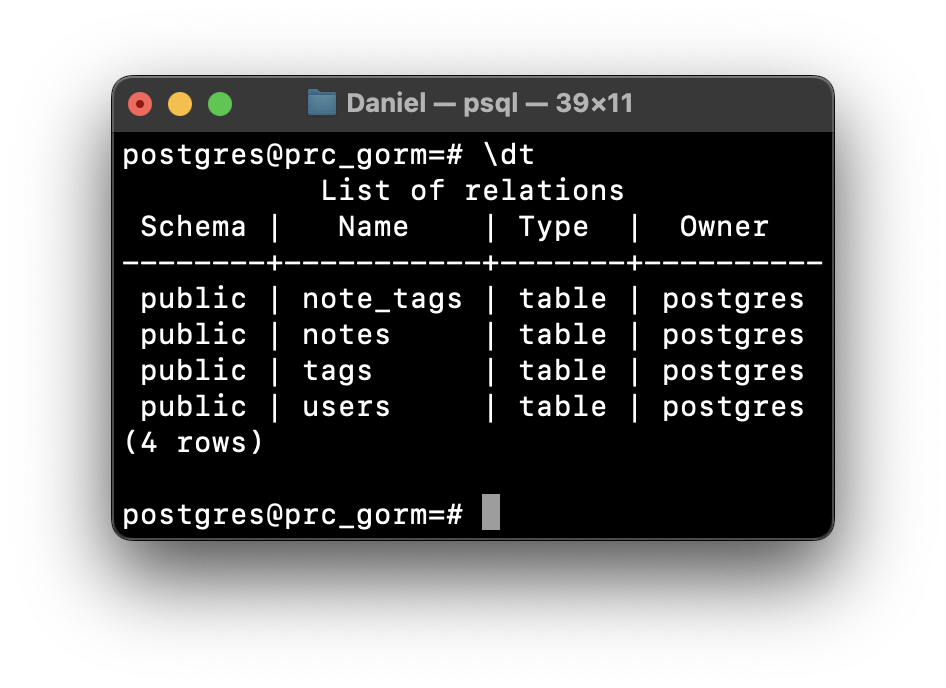 Daniel — psql — 39×11
postgres@prc_gorm=# \dt
           List of relations
 Schema |   Name    | Type  |  Owner
--------+-----------+-------+----------
 public | note_tags | table | postgres
 public | notes     | table | postgres
 public | tags      | table | postgres
 public | users     | table | postgres
(4 rows)
postgres@prc_gorm=#